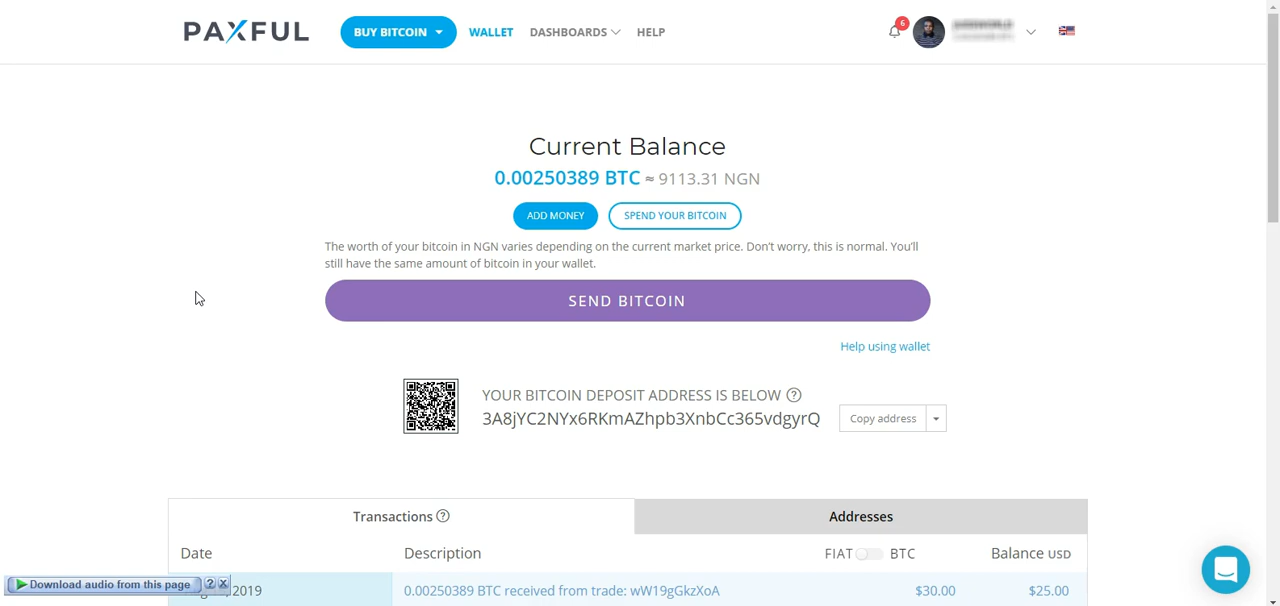 PAXFUL
BUY BITCOIN
WALLET
DASHBOARDS
HELP
6
Current Balance
0.00250389 BTC ≈ 9113.31 NGN
ADD MONEY
SPEND YOUR BITCOIN
The worth of your bitcoin in NGN varies depending on the current market price. Don't worry, this is normal. You'll
still have the same amount of bitcoin in your wallet.
SEND BITCOIN
Help using wallet
YOUR BITCOIN DEPOSIT ADDRESS IS BELOW ?
3A8jYC2NYx6RKmAZhpb3XnbCc365vdgyrQ
Copy address
Transactions ?
Addresses
Date
Description
FIAT
BTC
Balance USD
Download audio from this page ? X
2019
0.00250389 BTC received from trade: wW19gGkzXoA
$30.00
$25.00